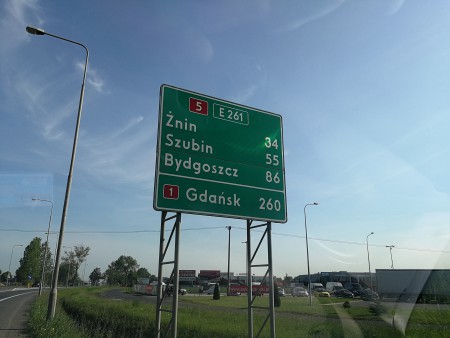 5 E 261
Żnin 34
Szubin 55
Bydgoszcz 86
1 Gdańsk 260